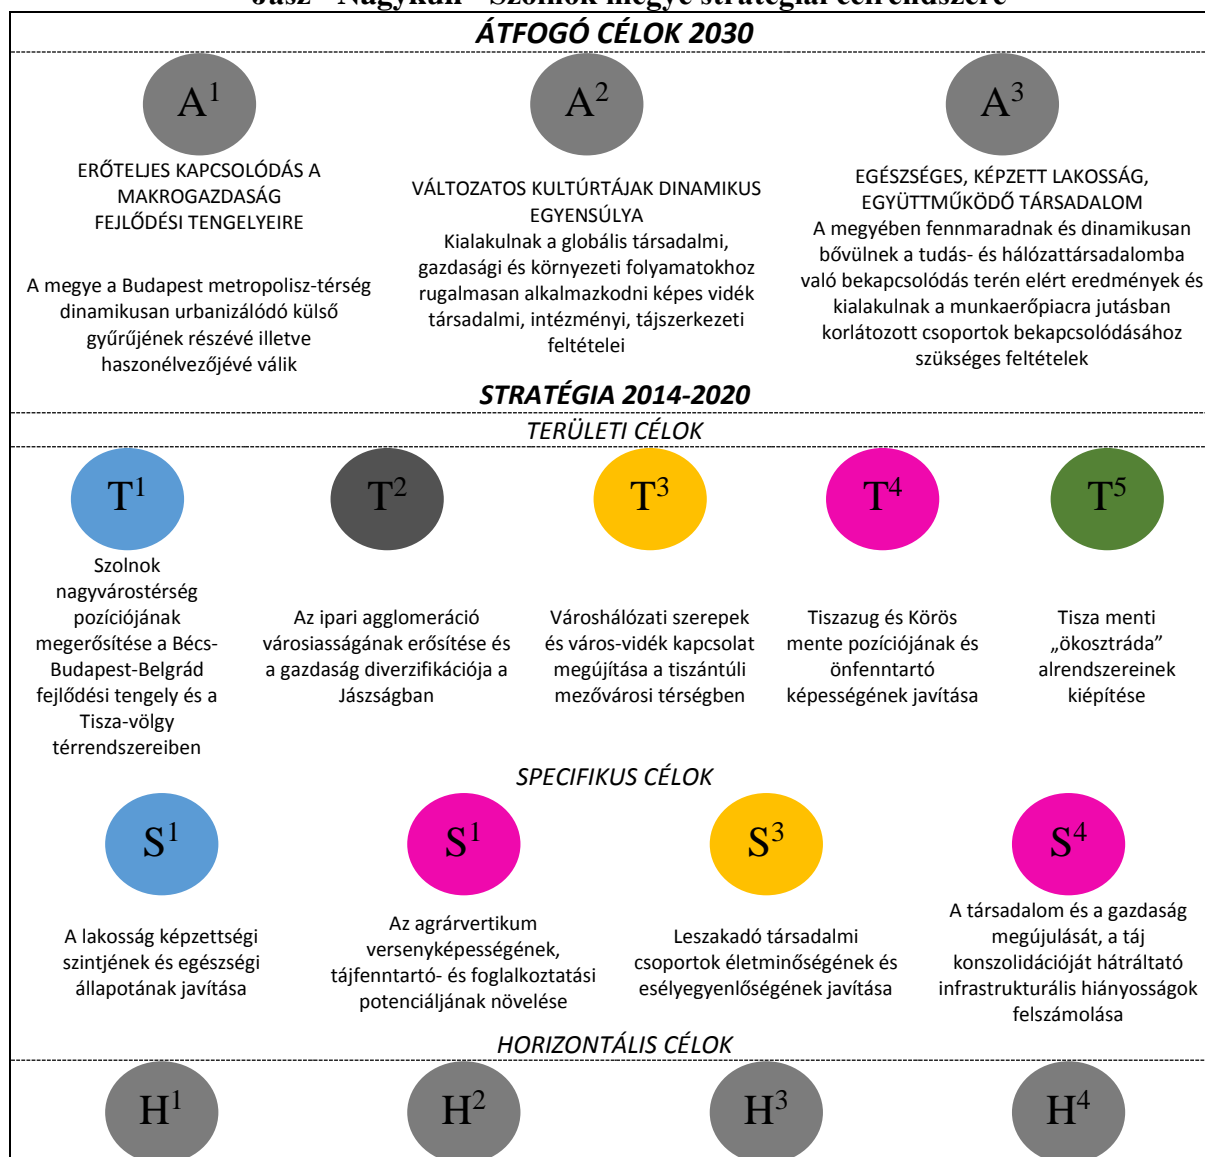 Jász - Nagykun - Szolnok megye stratégiai célrendszere
ÁTFOGÓ CÉLOK 2030
A¹
A²
A³
ERŐTELJES KAPCSOLÓDÁS A
MAKROGAZDASÁG
FEJLŐDÉSI TENGELYEIRE
A megye a Budapest metropolisz-térség
dinamikusan urbanizálódó külső
gyűrűjének részévé illetve
haszonélvezőjévé válik
VÁLTOZATOS KULTÚRTÁJAK DINAMIKUS
EGYENSÚLYA
Kialakulnak a globális társadalmi,
gazdasági és környezeti folyamatokhoz
rugalmasan alkalmazkodni képes vidék
társadalmi, intézményi, tájszerkezeti
feltételei
EGÉSZSÉGES, KÉPZETT LAKOSSÁG,
EGYÜTTMŰKÖDŐ TÁRSADALOM
A megyében fennmaradnak és dinamikusan
bővülnek a tudás- és hálózattársadalomba
való bekapcsolódás terén elért eredmények és
kialakulnak a munkaerőpiacra jutásban
korlátozott csoportok bekapcsolódásához
szükséges feltételek
STRATÉGIA 2014-2020
TERÜLETI CÉLOK
T¹
T²
T³
T⁴
T⁵
Szolnok
nagyvárostérség
pozíciójának
megerősítése a Bécs-
Budapest-Belgrád
fejlődési tengely és a
Tisza-völgy
térrendszereiben
Az ipari agglomeráció
városiasságának erősítése és
a gazdaság diverzifikációja a
Jászságban
Városhálózati szerepek
és város-vidék kapcsolat
megújítása a tiszántúli
mezővárosi térségben
Tiszazug és Körös
mente pozíciójának és
önfenntartó
képességének javítása
Tisza menti
„ökosztráda”
alrendszereinek
kiépítése
SPECIFIKUS CÉLOK
S¹
S¹
S³
S⁴
A lakosság képzettségi
szintjének és egészségi
állapotának javítása
Az agrárvertikum
versenyképességének,
tájfenntartó- és foglalkoztatási
potenciáljának növelése
Leszakadó társadalmi
csoportok életminőségének és
esélyegyenlőségének javítása
A társadalom és a gazdaság
megújulását, a táj
konszolidációját hátráltató
infrastrukturális hiányosságok
felszámolása
HORIZONTÁLIS CÉLOK
H¹
H²
H³
H⁴